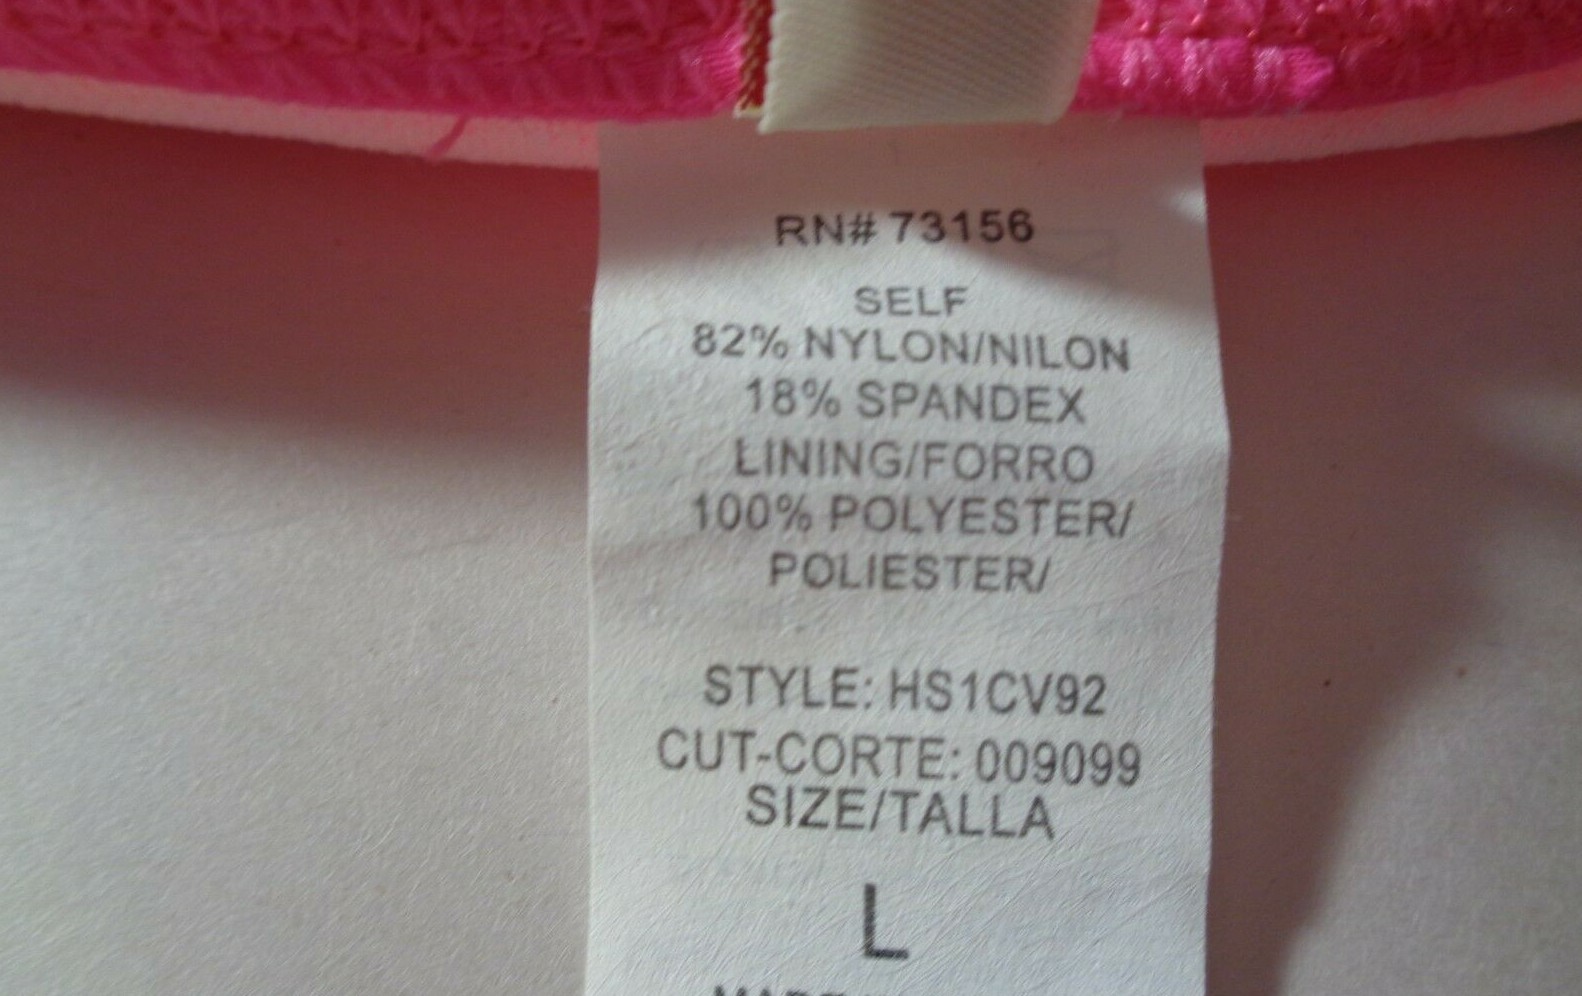 RN# 73156
SELF
82% NYLON/NILON
18% SPANDEX
LINING/FORRO
100% POLYESTER/
POLIESTER/
STYLE: HS1CV92
CUT-CORTE: 009099
SIZE/TALLA
L